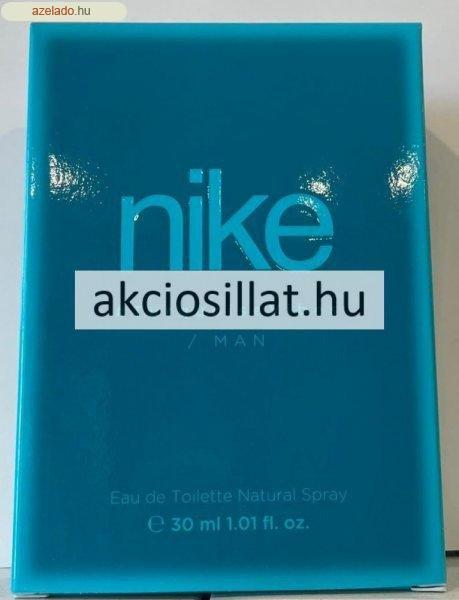 azelado.hu
nike
akciosillat.hu
/ MAN
Eau de Toilette Natural Spray
℮ 30 ml 1.01 fl. oz.